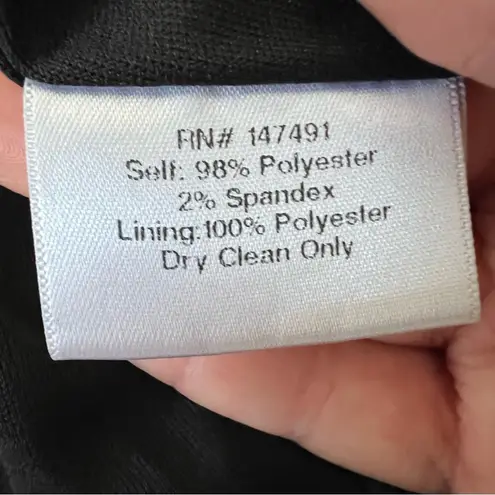 RN# 147491
Self: 98% Polyester
2% Spandex
Lining:100% Polyester
Dry Clean Only